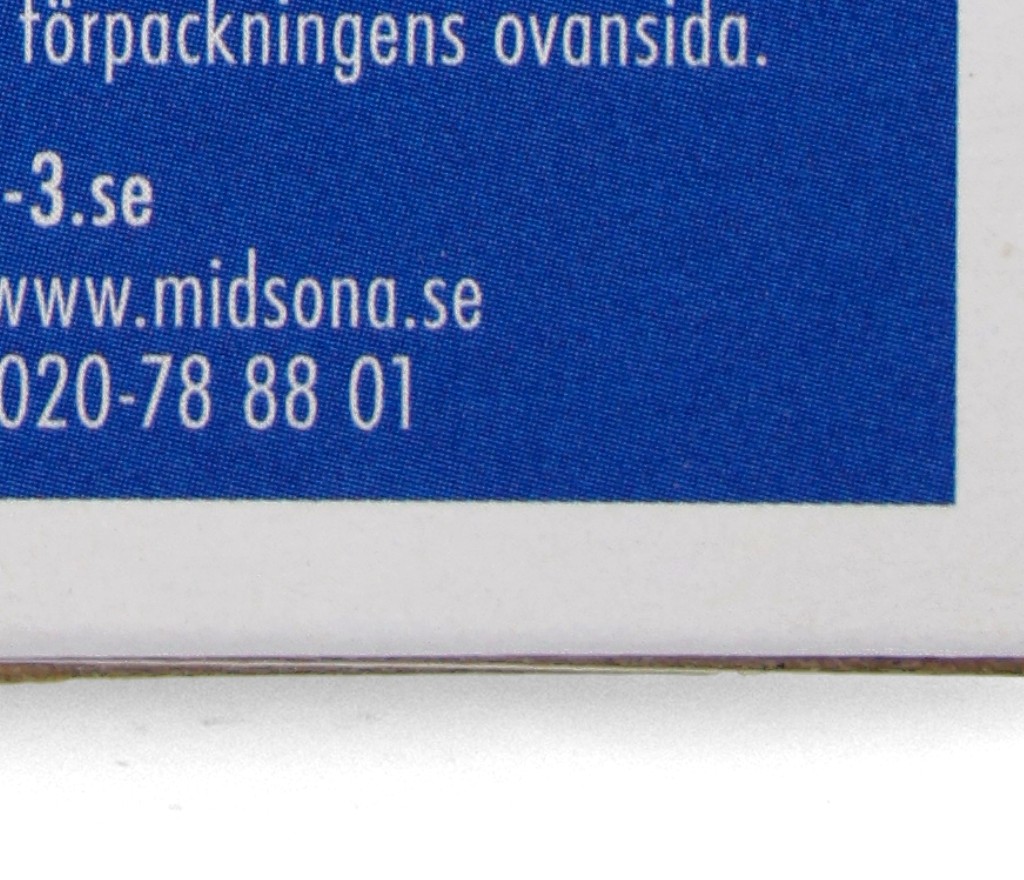 förpackningens ovansida.
-3.se
www.midsona.se
020-78 88 01